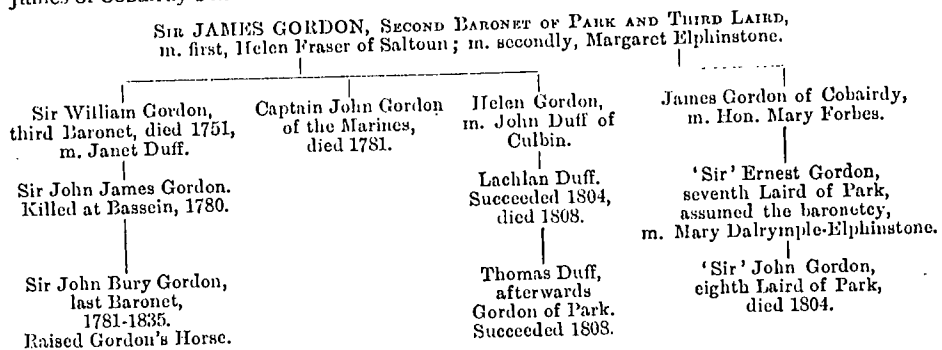 James of Cobairdy
SIR JAMES GORDON, SECOND BARONET OF PARK AND THIRD LAIRD,
m. first, Helen Fraser of Saltoun; m. secondly, Margaret Elphinstone.
Sir William Gordon,
third Baronet, died 1751,
m. Janet Duff.
Sir John James Gordon.
Killed at Bassein, 1780.
Sir John Bury Gordon,
last Baronet,
1781-1835.
Raised Gordon's Horse.
Captain John Gordon
of the Marines,
died 1781.
Helen Gordon,
m. John Duff of
Culbin.
Lachlan Duff.
Succeeded 1804,
died 1808.
Thomas Duff,
afterwards
Gordon of Park.
Succeeded 1808.
James Gordon of Cobairdy,
m. Hon. Mary Forbes.
'Sir' Ernest Gordon,
seventh Laird of Park,
assumed the baronetcy,
m. Mary Dalrymple-Elphinstone.
'Sir' John Gordon,
eighth Laird of Park,
died 1804.